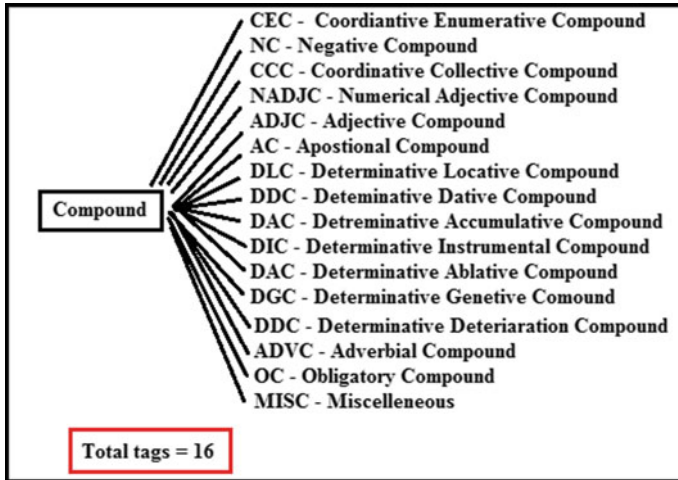 CEC - Coordiantive Enumerative Compound
NC - Negative Compound
CCC - Coordinative Collective Compound
NADJC - Numerical Adjective Compound
ADJC - Adjective Compound
AC - Apostional Compound
DLC - Determinative Locative Compound
Compound
DDC - Deteminative Dative Compound
DAC - Detreminative Accumulative Compound
DIC - Determinative Instrumental Compound
DAC - Determinative Ablative Compound
DGC - Determinative Genetive Comound
DDC - Determinative Deteriaration Compound
ADVC - Adverbial Compound
OC - Obligatory Compound
MISC - Miscelleneous
Total tags = 16